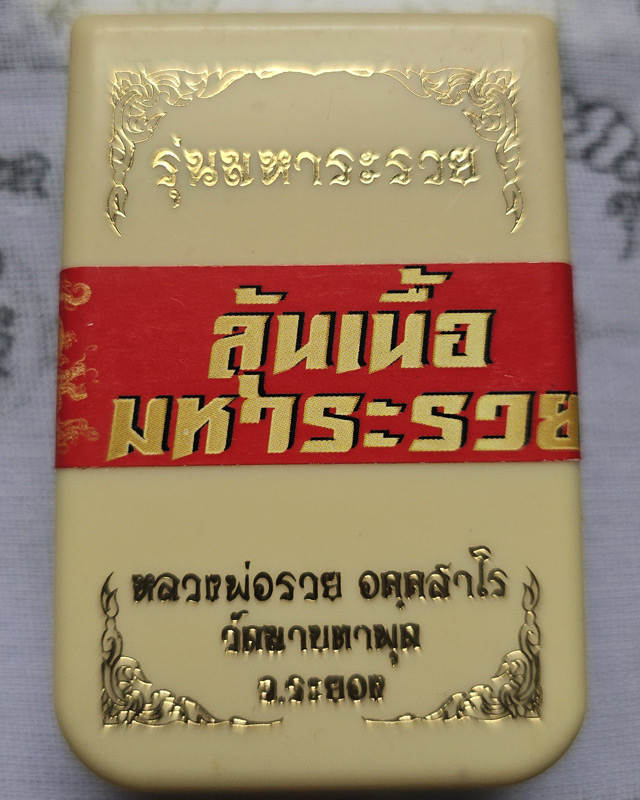 รุ่นมหาระรวย
ลุ้นเนื้อ
มหาระรวย
หลวงพ่อรวย อคฺคสาโร
วัดมาบตาพุด
จ.ระยอง